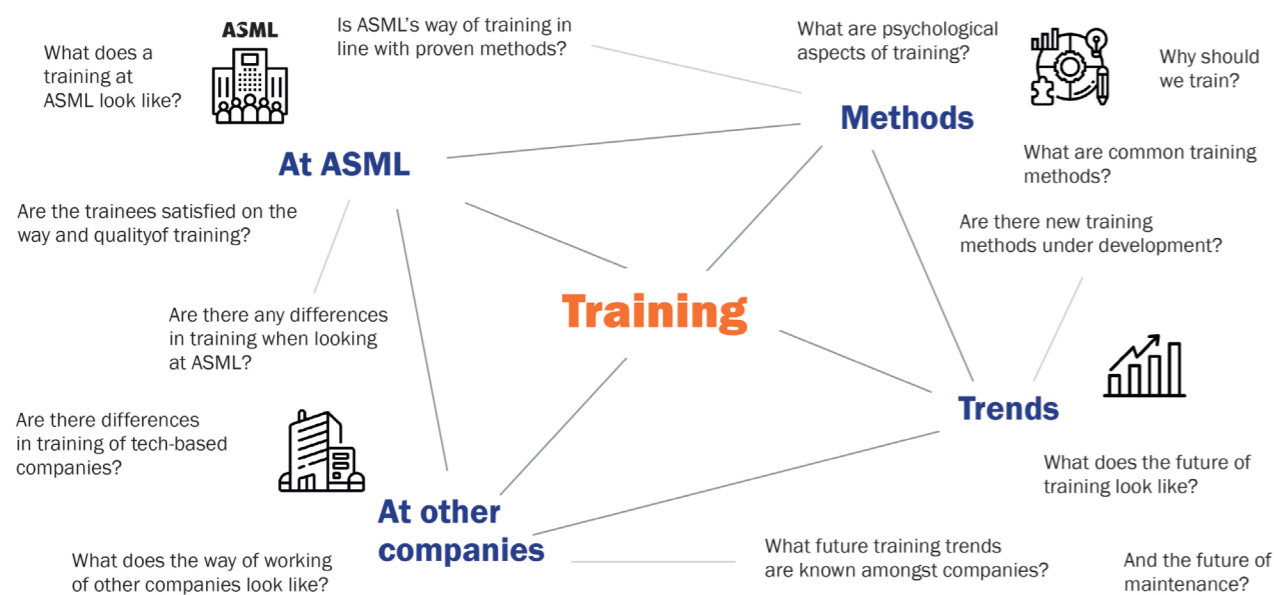 What does a
training at
ASML look like?
ASML
Is ASML's way of training in
line with proven methods?
What are psychological
aspects of training?
Why should
we train?
Methods
At ASML
What are common training
methods?
Are the trainees satisfied on the
way and qualityof training?
Are there new training
methods under development?
Training
Are there any differences
in training when looking
at ASML?
Trends
Are there differences
in training of tech-based
companies?
What does the future of
training look like?
At other
companies
What does the way of working
of other companies look like?
What future training trends
are known amongst companies?
And the future of
maintenance?